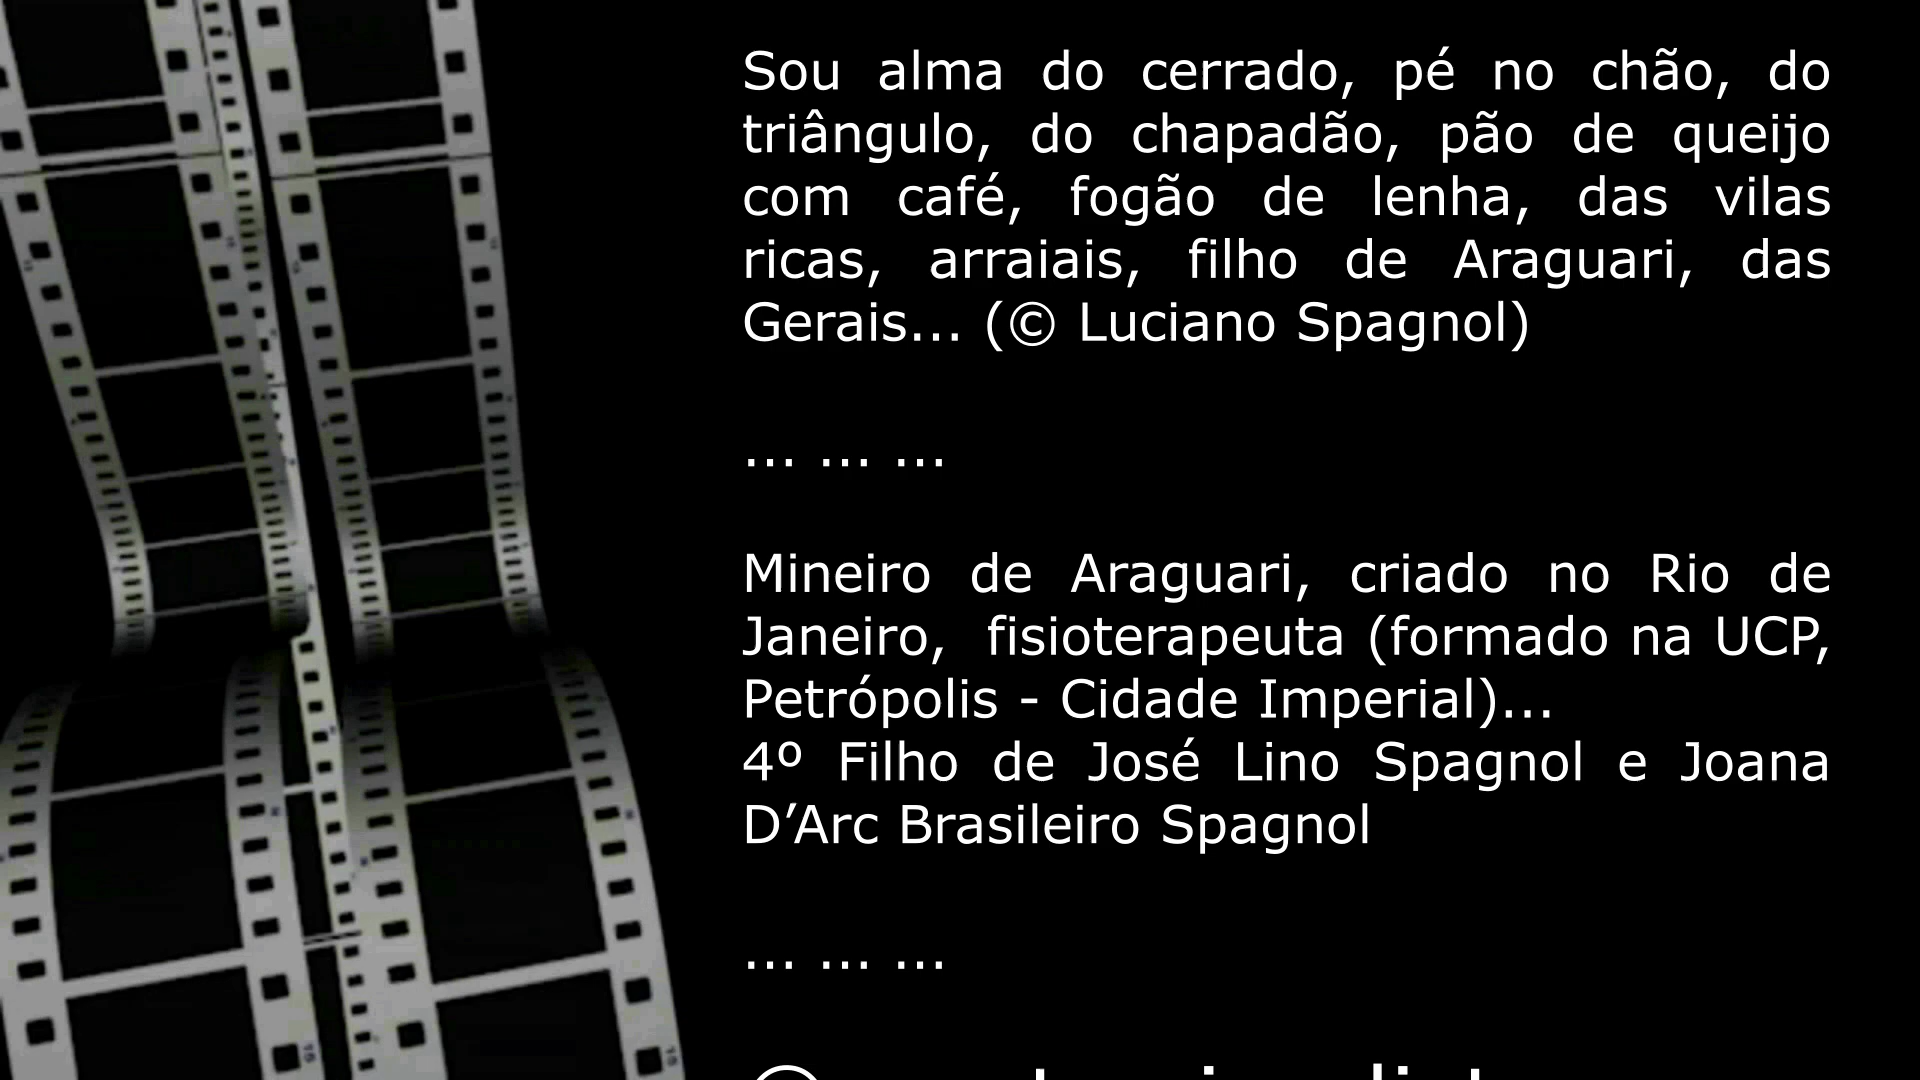 Sou alma do cerrado, pé no chão, do
triângulo, do chapadão, pão de queijo
com café, fogão de lenha, das vilas
ricas, arraiais, filho de Araguari, das
Gerais... (© Luciano Spagnol)
... ... ...
Mineiro de Araguari, criado no Rio de
Janeiro, fisioterapeuta (formado na UCP,
Petrópolis - Cidade Imperial)...
4º Filho de José Lino Spagnol e Joana
D’Arc Brasileiro Spagnol
... ... ...